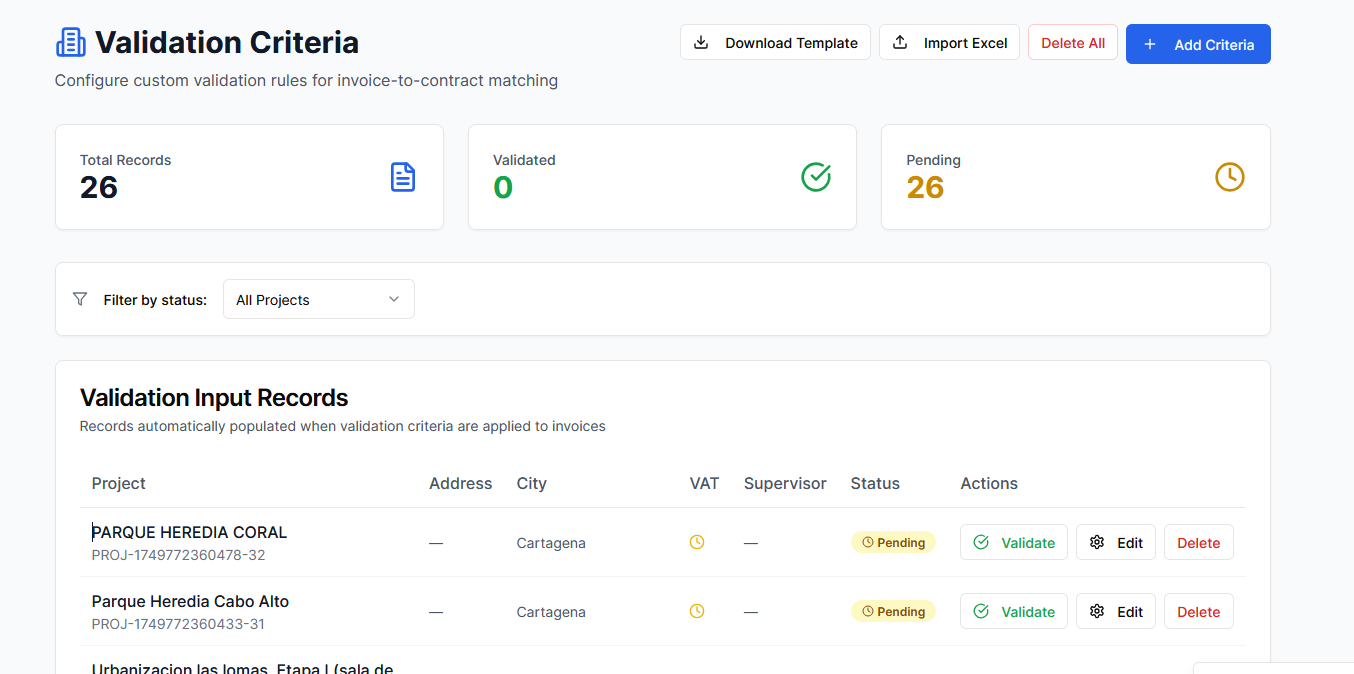 Validation Criteria
Download Template
Import Excel
Delete All
+ Add Criteria
Configure custom validation rules for invoice-to-contract matching
Total Records
26
Validated
0
Pending
26
Filter by status:
All Projects
Validation Input Records
Records automatically populated when validation criteria are applied to invoices
Project Address City VAT Supervisor Status Actions
PARQUE HEREDIA CORAL
PROJ-1749772360478-32
— Cartagena — Pending Validate Edit Delete
Parque Heredia Cabo Alto
PROJ-1749772360433-31
— Cartagena — Pending Validate Edit Delete
Urbanizacion las lomas, Etapa I (sala de